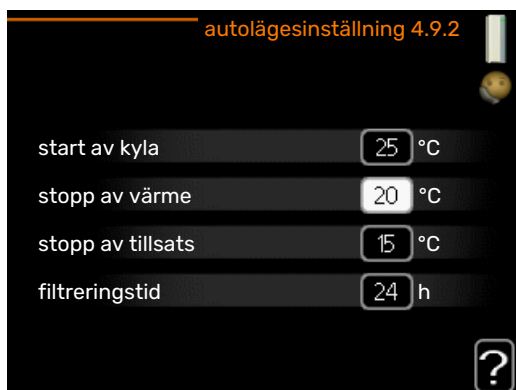 autolägesinställning 4.9.2
start av kyla 25 °C
stopp av värme 20 °C
stopp av tillsats 15 °C
filtreringstid 24 h
?